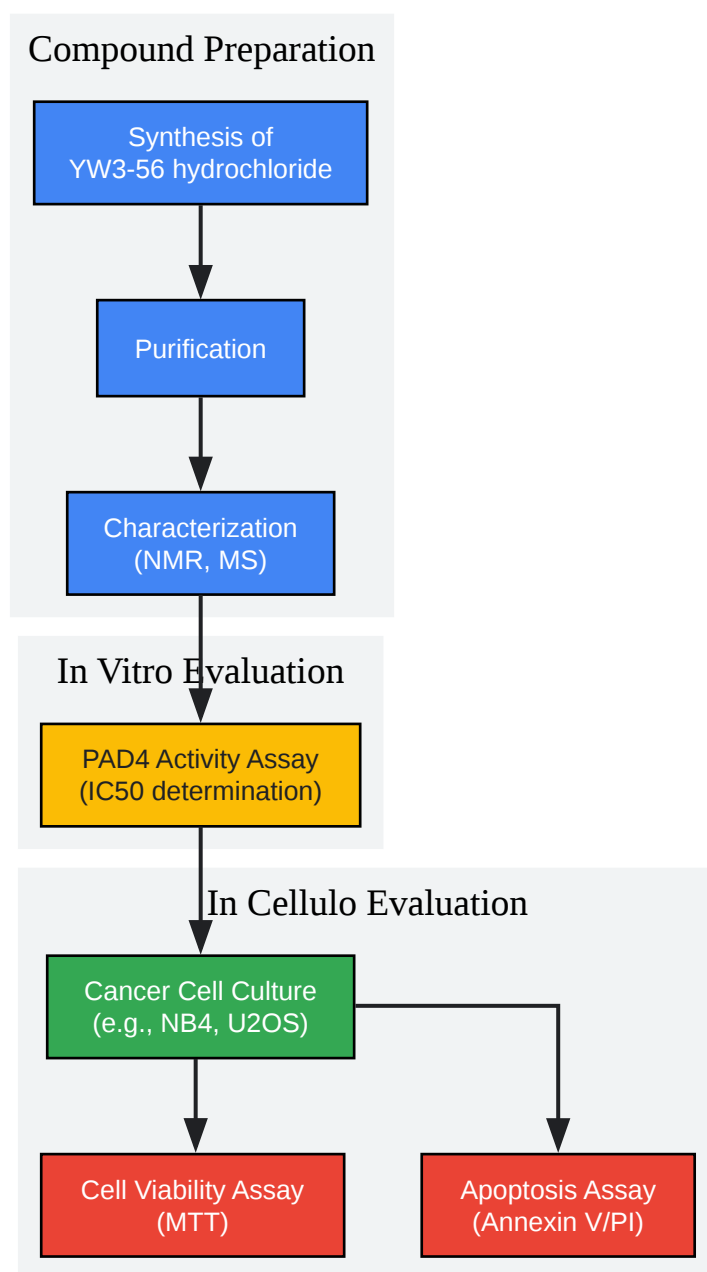 Compound Preparation
Synthesis of
YW3-56 hydrochloride
Purification
Characterization
(NMR, MS)
In Vitro Evaluation
PAD4 Activity Assay
(IC50 determination)
In Cellulo Evaluation
Cancer Cell Culture
(e.g., NB4, U2OS)
Cell Viability Assay
(MTT)
Apoptosis Assay
(Annexin V/PI)